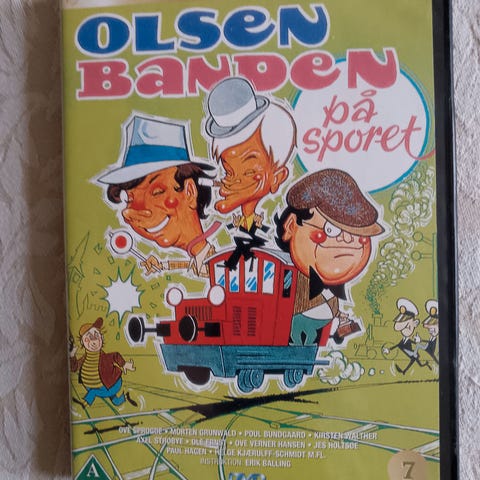 OLSEN
BANDEN
på
sporet
OVE SPROGØE • MORTEN GRUNWALD • POUL BUNDGAARD • KIRSTEN WALTHER
AXEL STRØBYE • OLE ERNST • OVE VERNER HANSEN • JES HOLTSØE
PAUL HAGEN • HELGE KJÆRULFF-SCHMIDT M.FL.
INSTRUKTION: ERIK BALLING
A
7